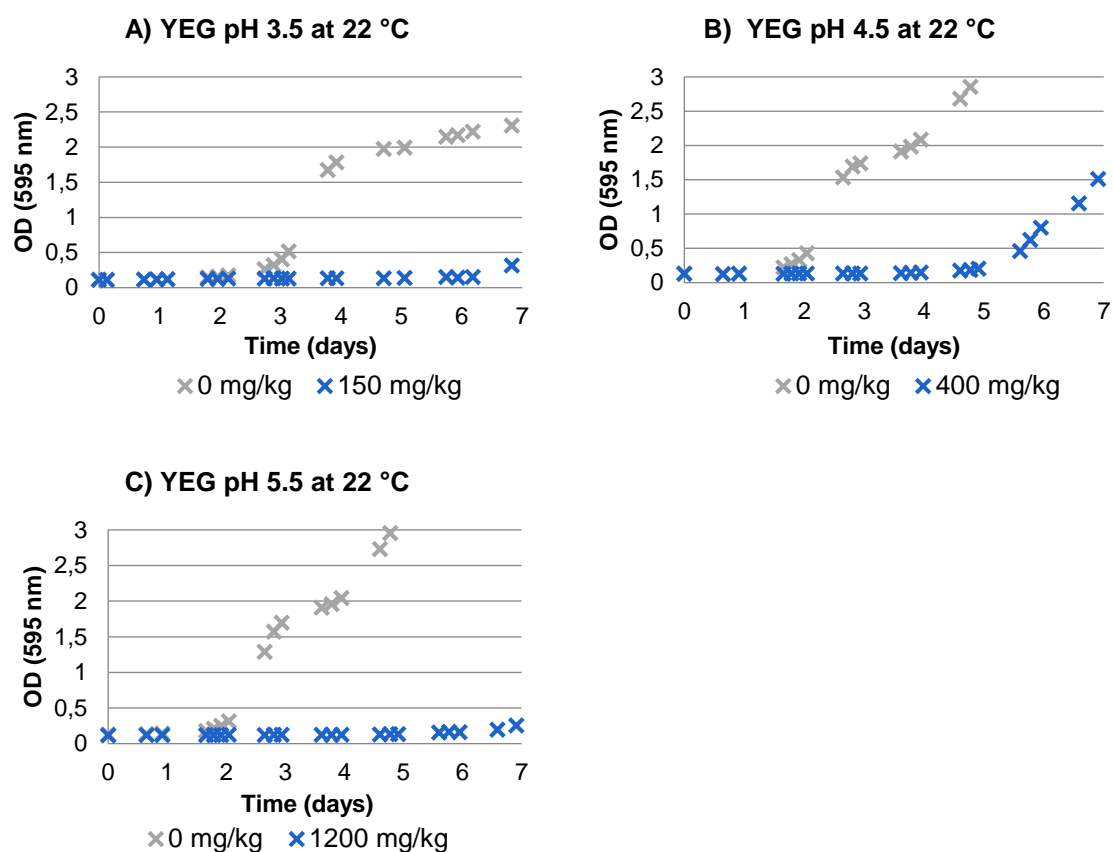 A) YEG pH 3.5 at 22 °C
3
2,5
2
1,5
1
0,5
0
OD (595 nm)
0 1 2 3 4 5 6 7
Time (days)
0 mg/kg 150 mg/kg
B) YEG pH 4.5 at 22 °C
3
2,5
2
1,5
1
0,5
0
OD (595 nm)
0 1 2 3 4 5 6 7
Time (days)
0 mg/kg 400 mg/kg
C) YEG pH 5.5 at 22 °C
3
2,5
2
1,5
1
0,5
0
OD (595 nm)
0 1 2 3 4 5 6 7
Time (days)
0 mg/kg 1200 mg/kg